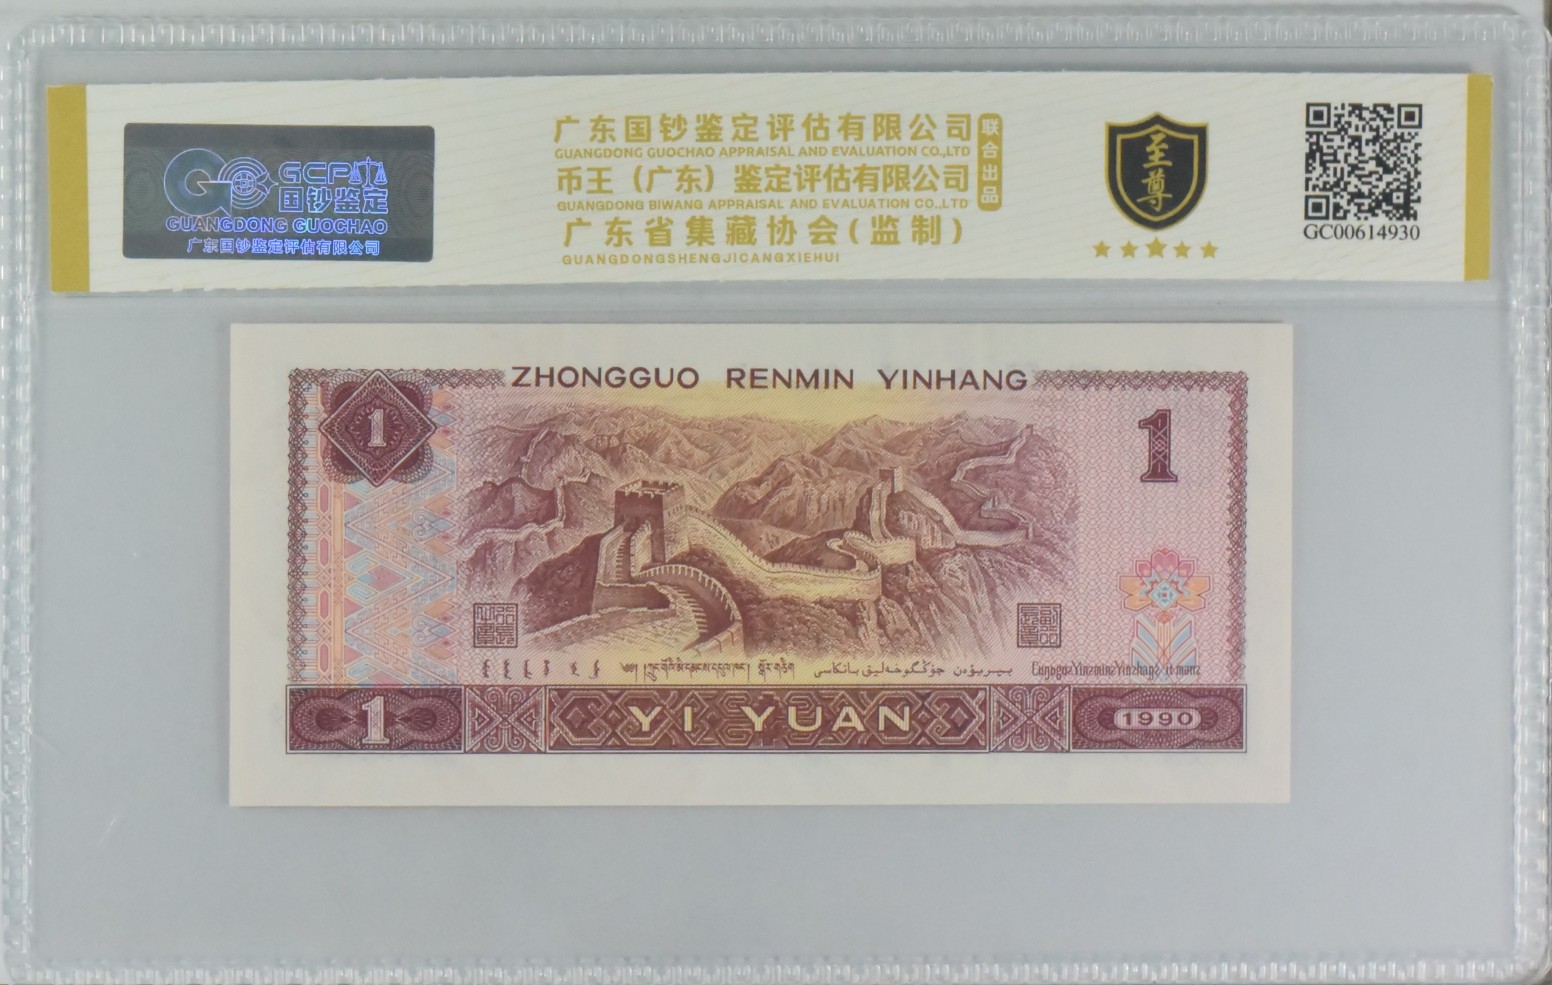 GCP
国钞鉴定
GUANGDONG GUOCHAO
广东国钞鉴定评估有限公司
广东国钞鉴定评估有限公司
GUANGDONG GUOCHAO APPRAISAL AND EVALUATION CO.,LTD
币王（广东）鉴定评估有限公司
GUANGDONG BIWANG APPRAISAL AND EVALUATION CO.,LTD
联合出品
广东省集藏协会(监制)
GUANGDONGSHENGJICANGXIEHUI
至尊
GC00614930
ZHONGGUO RENMIN YINHANG
1
1
1
YI YUAN
1990